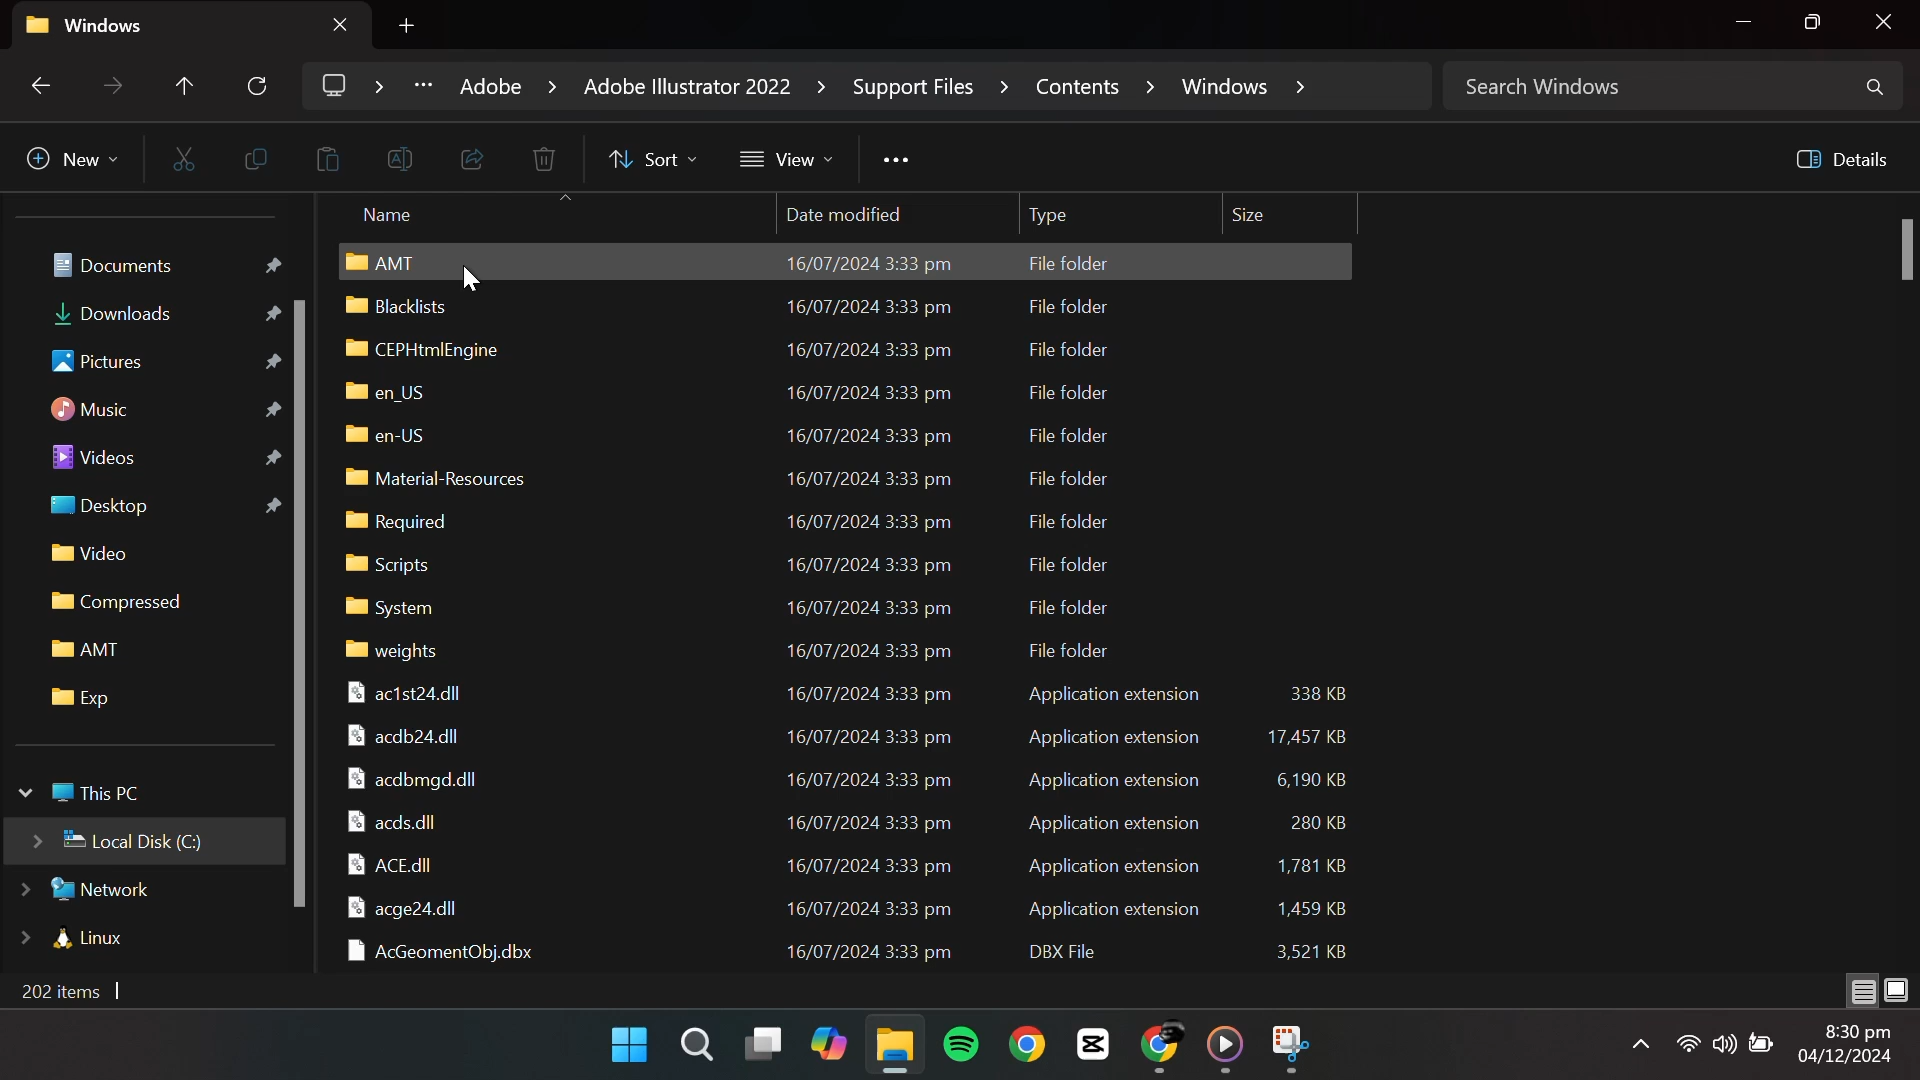 Windows
Adobe > Adobe Illustrator 2022 > Support Files > Contents > Windows >
Search Windows
New
Sort
View
Details
Name Date modified Type Size
Documents
Downloads
Pictures
Music
Videos
Desktop
Video
Compressed
AMT
Exp
This PC
Local Disk (C:)
Network
Linux
AMT 16/07/2024 3:33 pm File folder
Blacklists 16/07/2024 3:33 pm File folder
CEPHtmlEngine 16/07/2024 3:33 pm File folder
en_US 16/07/2024 3:33 pm File folder
en-US 16/07/2024 3:33 pm File folder
Material-Resources 16/07/2024 3:33 pm File folder
Required 16/07/2024 3:33 pm File folder
Scripts 16/07/2024 3:33 pm File folder
System 16/07/2024 3:33 pm File folder
weights 16/07/2024 3:33 pm File folder
ac1st24.dll 16/07/2024 3:33 pm Application extension 338 KB
acdb24.dll 16/07/2024 3:33 pm Application extension 17,457 KB
acdbmgd.dll 16/07/2024 3:33 pm Application extension 6,190 KB
acds.dll 16/07/2024 3:33 pm Application extension 280 KB
ACE.dll 16/07/2024 3:33 pm Application extension 1,781 KB
acge24.dll 16/07/2024 3:33 pm Application extension 1,459 KB
AcGeomentObj.dbx 16/07/2024 3:33 pm DBX File 3,521 KB
202 items
8:30 pm
04/12/2024